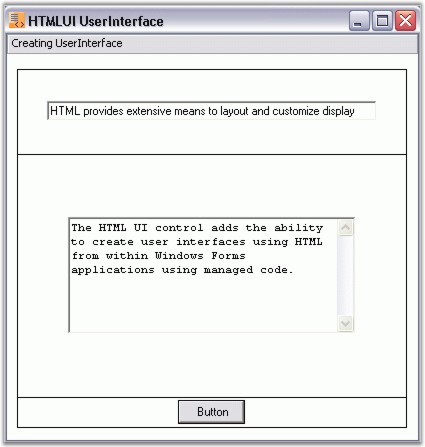 HTMLUI UserInterface
Creating UserInterface
HTML provides extensive means to layout and customize display
The HTML UI control adds the ability
to create user interfaces using HTML
from within Windows Forms
applications using managed code.
Button